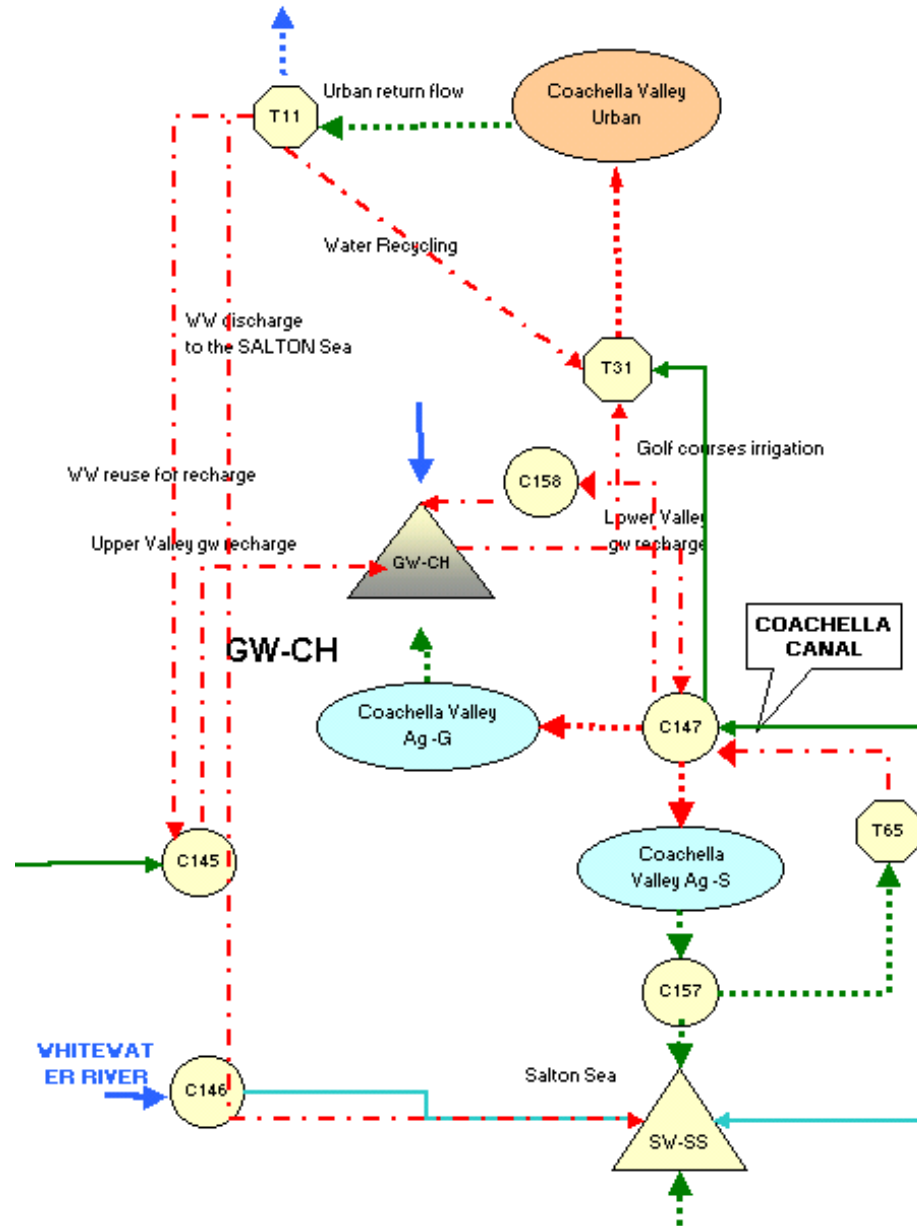 Urban return flow
Coachella Valley
Urban
T11
Water Recycling
WW discharge
to the SALTON Sea
T31
Golf courses irrigation
WW reuse for recharge
C158
Upper Valley gw recharge
Lower Valley
gw recharge
GW-CH
GW-CH
COACHELLA
CANAL
Coachella Valley
Ag -G
C147
T65
C145
Coachella
Valley Ag -S
C157
WHITEWAT
ER RIVER
C146
Salton Sea
SW-SS